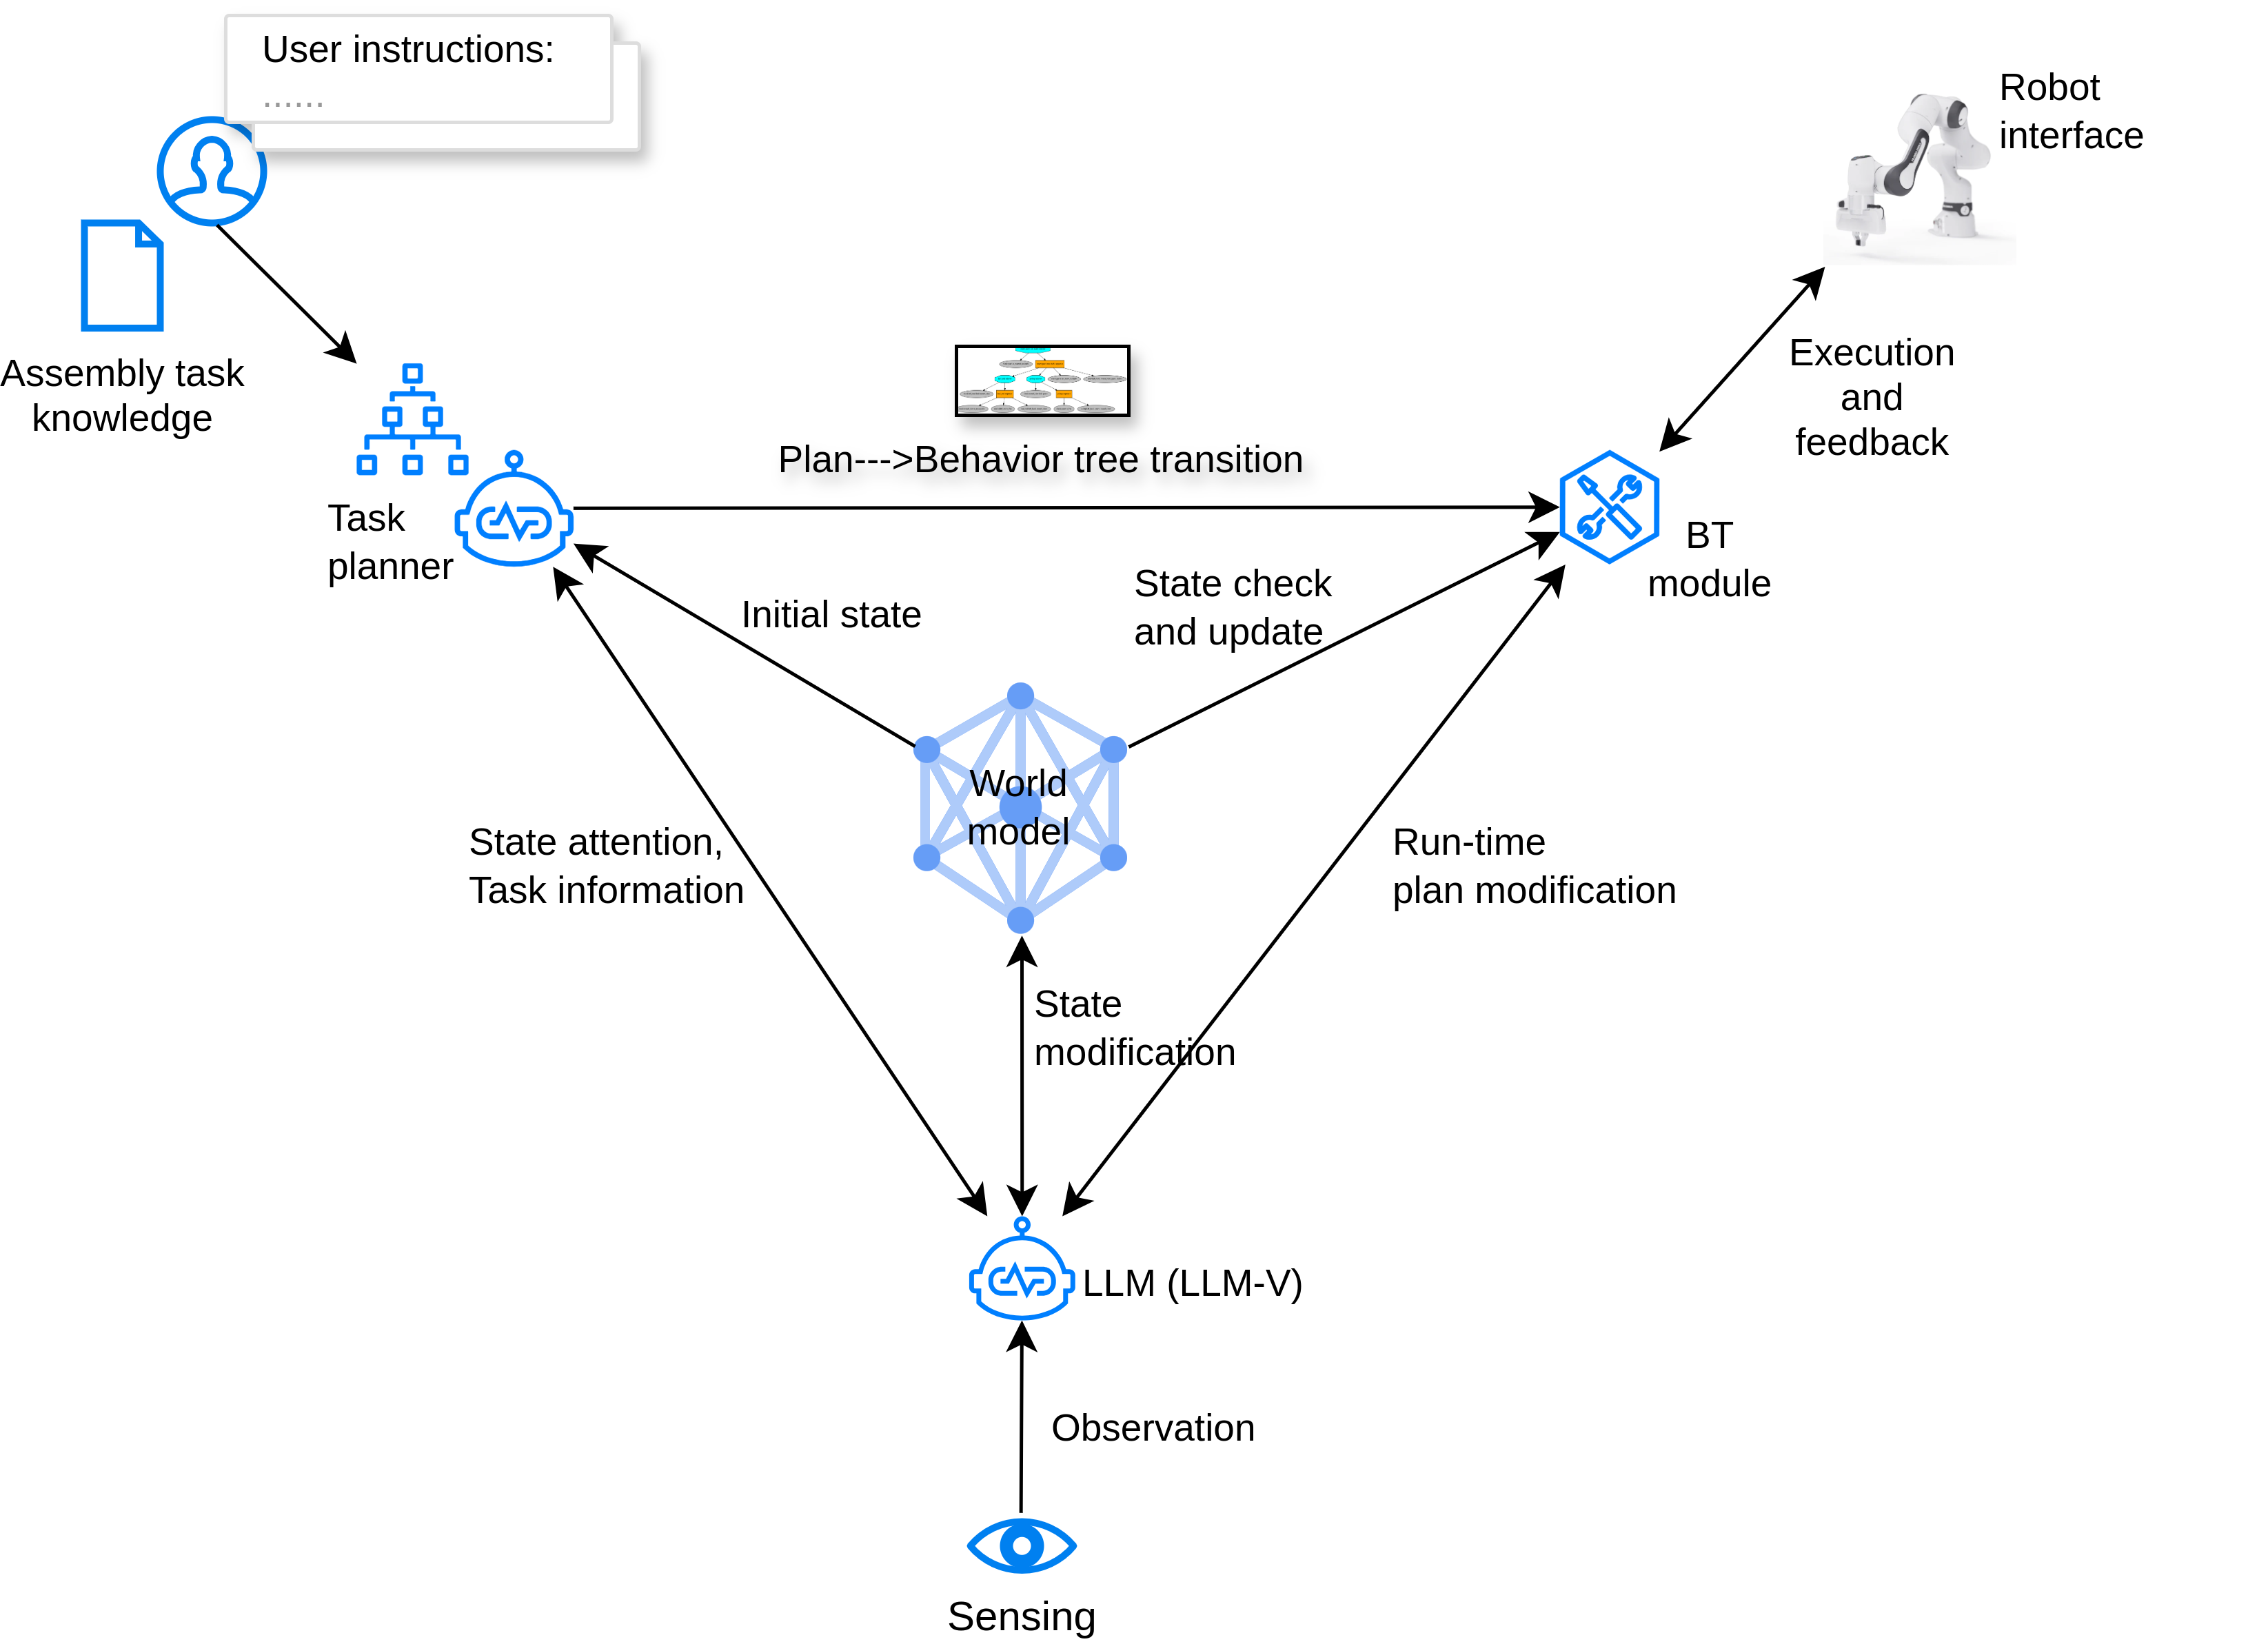 User instructions:
......
Robot
interface
Assembly task
knowledge
Execution
and
feedback
Plan--->Behavior tree transition
Task
planner
BT
module
Initial state
State check
and update
World
model
State attention,
Task information
Run-time
plan modification
State
modification
LLM (LLM-V)
Observation
Sensing